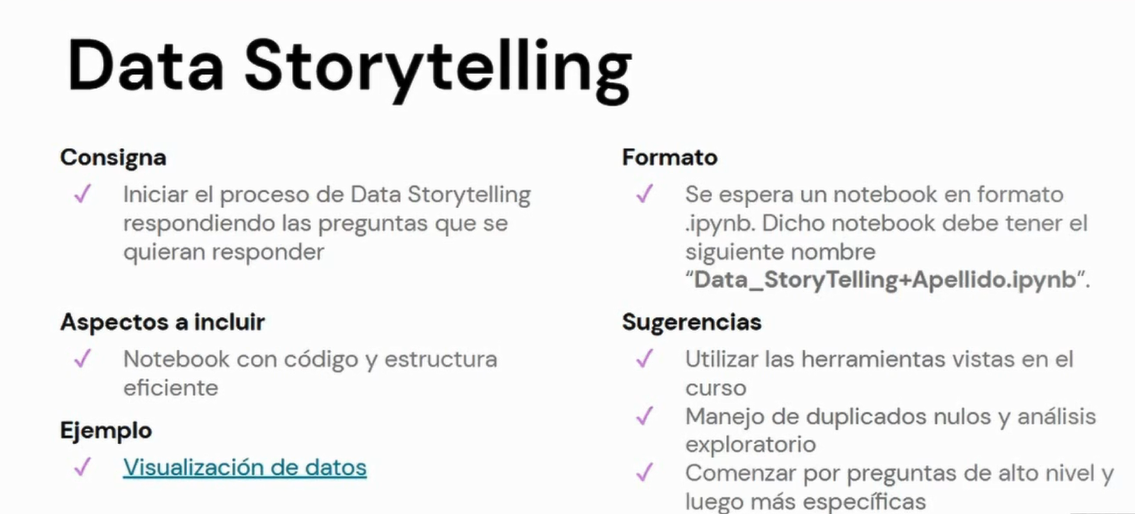 Data Storytelling
Consigna
✓ Iniciar el proceso de Data Storytelling
respondiendo las preguntas que se
quieran responder
Aspectos a incluir
✓ Notebook con código y estructura
eficiente
Ejemplo
✓ Visualización de datos
Formato
✓ Se espera un notebook en formato
.ipynb. Dicho notebook debe tener el
siguiente nombre
“Data_StoryTelling+Apellido.ipynb”.
Sugerencias
✓ Utilizar las herramientas vistas en el
curso
✓ Manejo de duplicados nulos y análisis
exploratorio
✓ Comenzar por preguntas de alto nivel y
luego más específicas